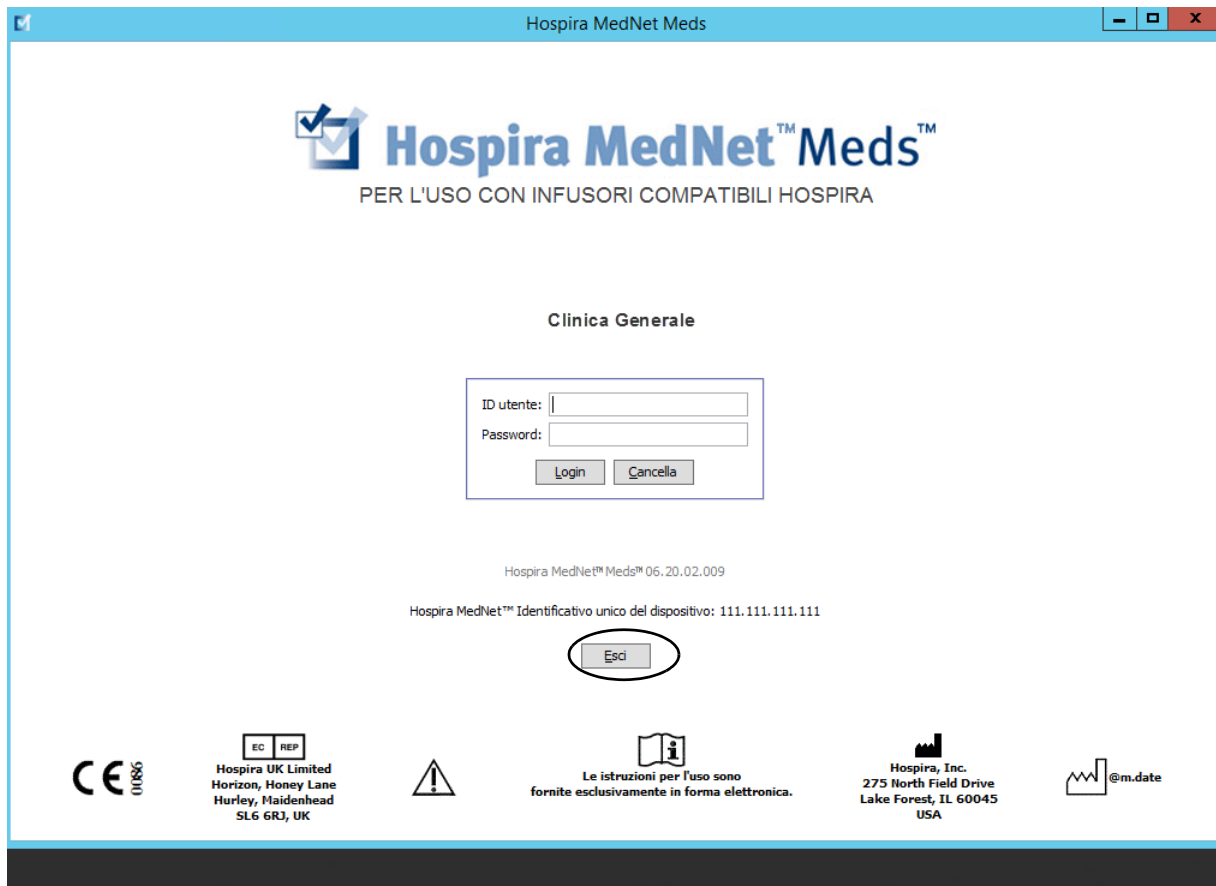 Hospira MedNet Meds
Hospira MedNet™ Meds™
PER L'USO CON INFUSORI COMPATIBILI HOSPIRA
Clinica Generale
ID utente:
Password:
Login Cancella
Hospira MedNet™ Meds™ 06.20.02.009
Hospira MedNet™ Identificativo unico del dispositivo: 111.111.111.111
Esci
CE 0086
EC REP
Hospira UK Limited
Horizon, Honey Lane
Hurley, Maidenhead
SL6 6RJ, UK
Le istruzioni per l'uso sono
fornite esclusivamente in forma elettronica.
Hospira, Inc.
275 North Field Drive
Lake Forest, IL 60045
USA
@m.date